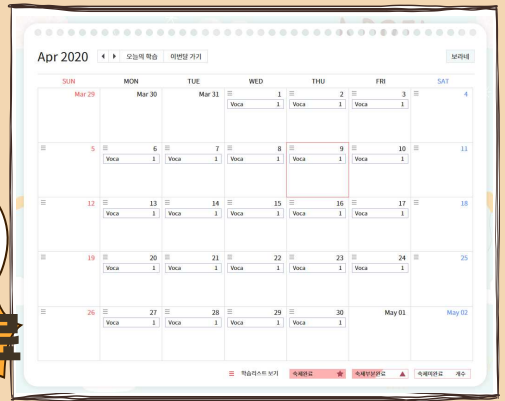 Apr 2020 오늘의 학습 이번달 가기
SUN MON TUE WED THU FRI SAT
Mar 29 Mar 30 Mar 31 1 2 3 4
Voca 1 Voca 1 Voca 1
5 6 7 8 9 10 11
Voca 1 Voca 1 Voca 1 Voca 1 Voca 1
12 13 14 15 16 17 18
Voca 1 Voca 1 Voca 1 Voca 1 Voca 1
19 20 21 22 23 24 25
Voca 1 Voca 1 Voca 1 Voca 1 Voca 1
26 27 28 29 30 May 01 May 02
Voca 1 Voca 1 Voca 1 Voca 1
학습리스트 보기 숙제완료 숙제부분완료 숙제미완료 개수